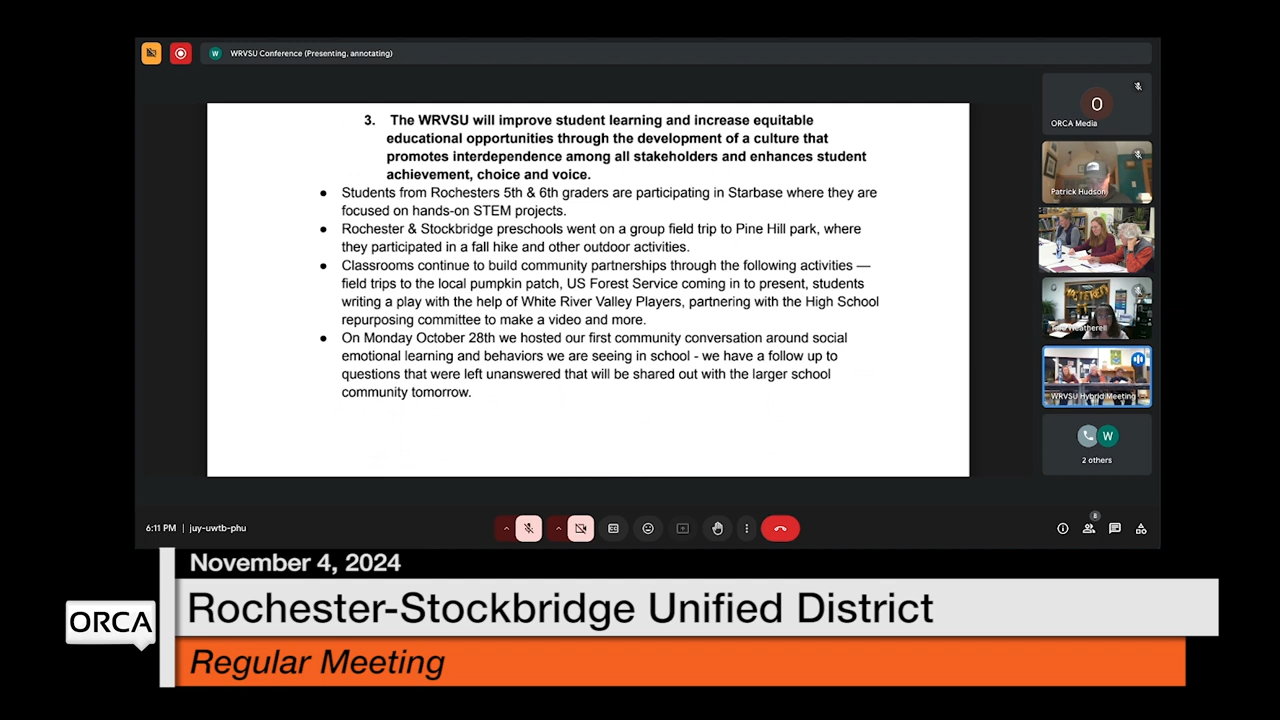 W WRVSU Conference (Presenting, annotating)
3. The WRVSU will improve student learning and increase equitable
educational opportunities through the development of a culture that
promotes interdependence among all stakeholders and enhances student
achievement, choice and voice.
● Students from Rochesters 5th & 6th graders are participating in Starbase where they are
focused on hands-on STEM projects.
● Rochester & Stockbridge preschools went on a group field trip to Pine Hill park, where
they participated in a fall hike and other outdoor activities.
● Classrooms continue to build community partnerships through the following activities —
field trips to the local pumpkin patch, US Forest Service coming in to present, students
writing a play with the help of White River Valley Players, partnering with the High School
repurposing committee to make a video and more.
● On Monday October 28th we hosted our first community conversation around social
emotional learning and behaviors we are seeing in school - we have a follow up to
questions that were left unanswered that will be shared out with the larger school
community tomorrow.
O
ORCA Media
Patrick Hudson
Weatherell
WRVSU Hybrid Meeting
W
2 others
6:11 PM | juy-uwtb-phu
8
November 4, 2024
ORCA
Rochester-Stockbridge Unified District
Regular Meeting